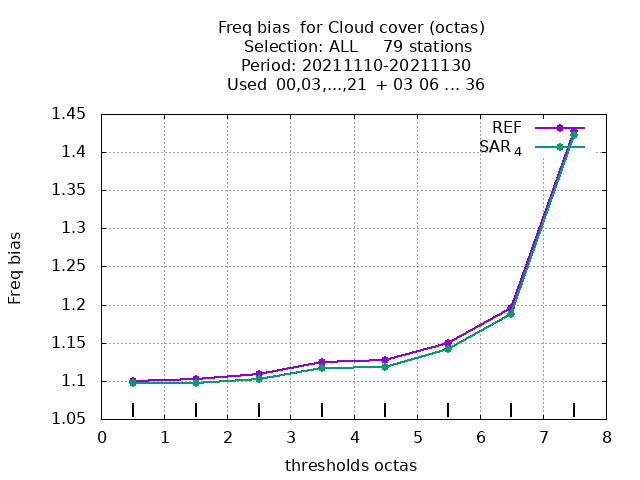 Freq bias  for Cloud cover (octas)
Selection: ALL     79 stations
Period: 20211110-20211130
Used  00,03,...,21  + 03 06 ... 36
REF
SAR 4
1.45
1.4
1.35
1.3
1.25
1.2
1.15
1.1
1.05
Freq bias
0 1 2 3 4 5 6 7 8
thresholds octas